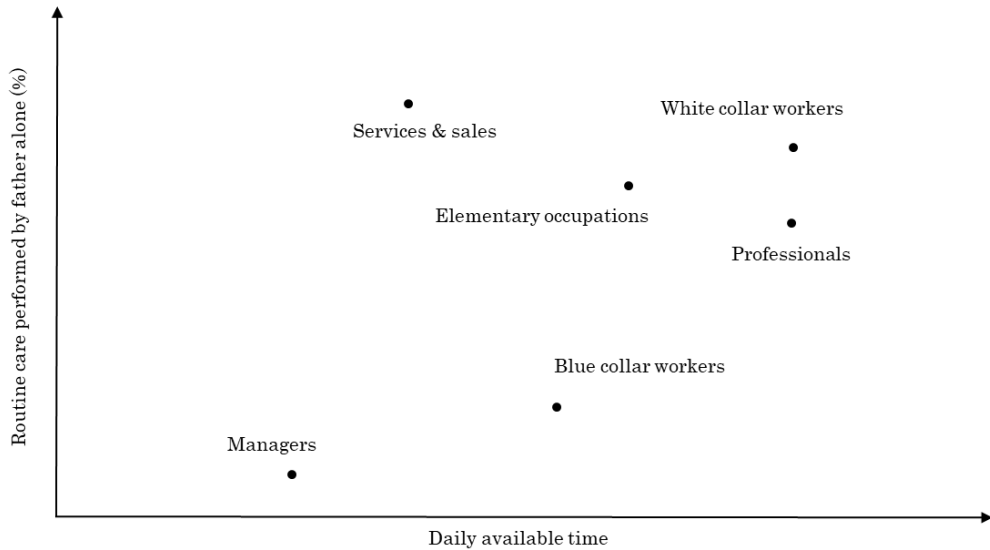 Routine care performed by father alone (%)
White collar workers
Services & sales
Elementary occupations
Professionals
Blue collar workers
Managers
Daily available time